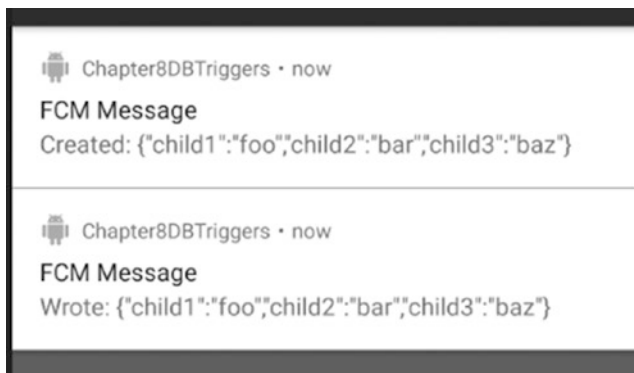 Chapter8DBTriggers • now
FCM Message
Created: {"child1":"foo","child2":"bar","child3":"baz"}
Chapter8DBTriggers • now
FCM Message
Wrote: {"child1":"foo","child2":"bar","child3":"baz"}